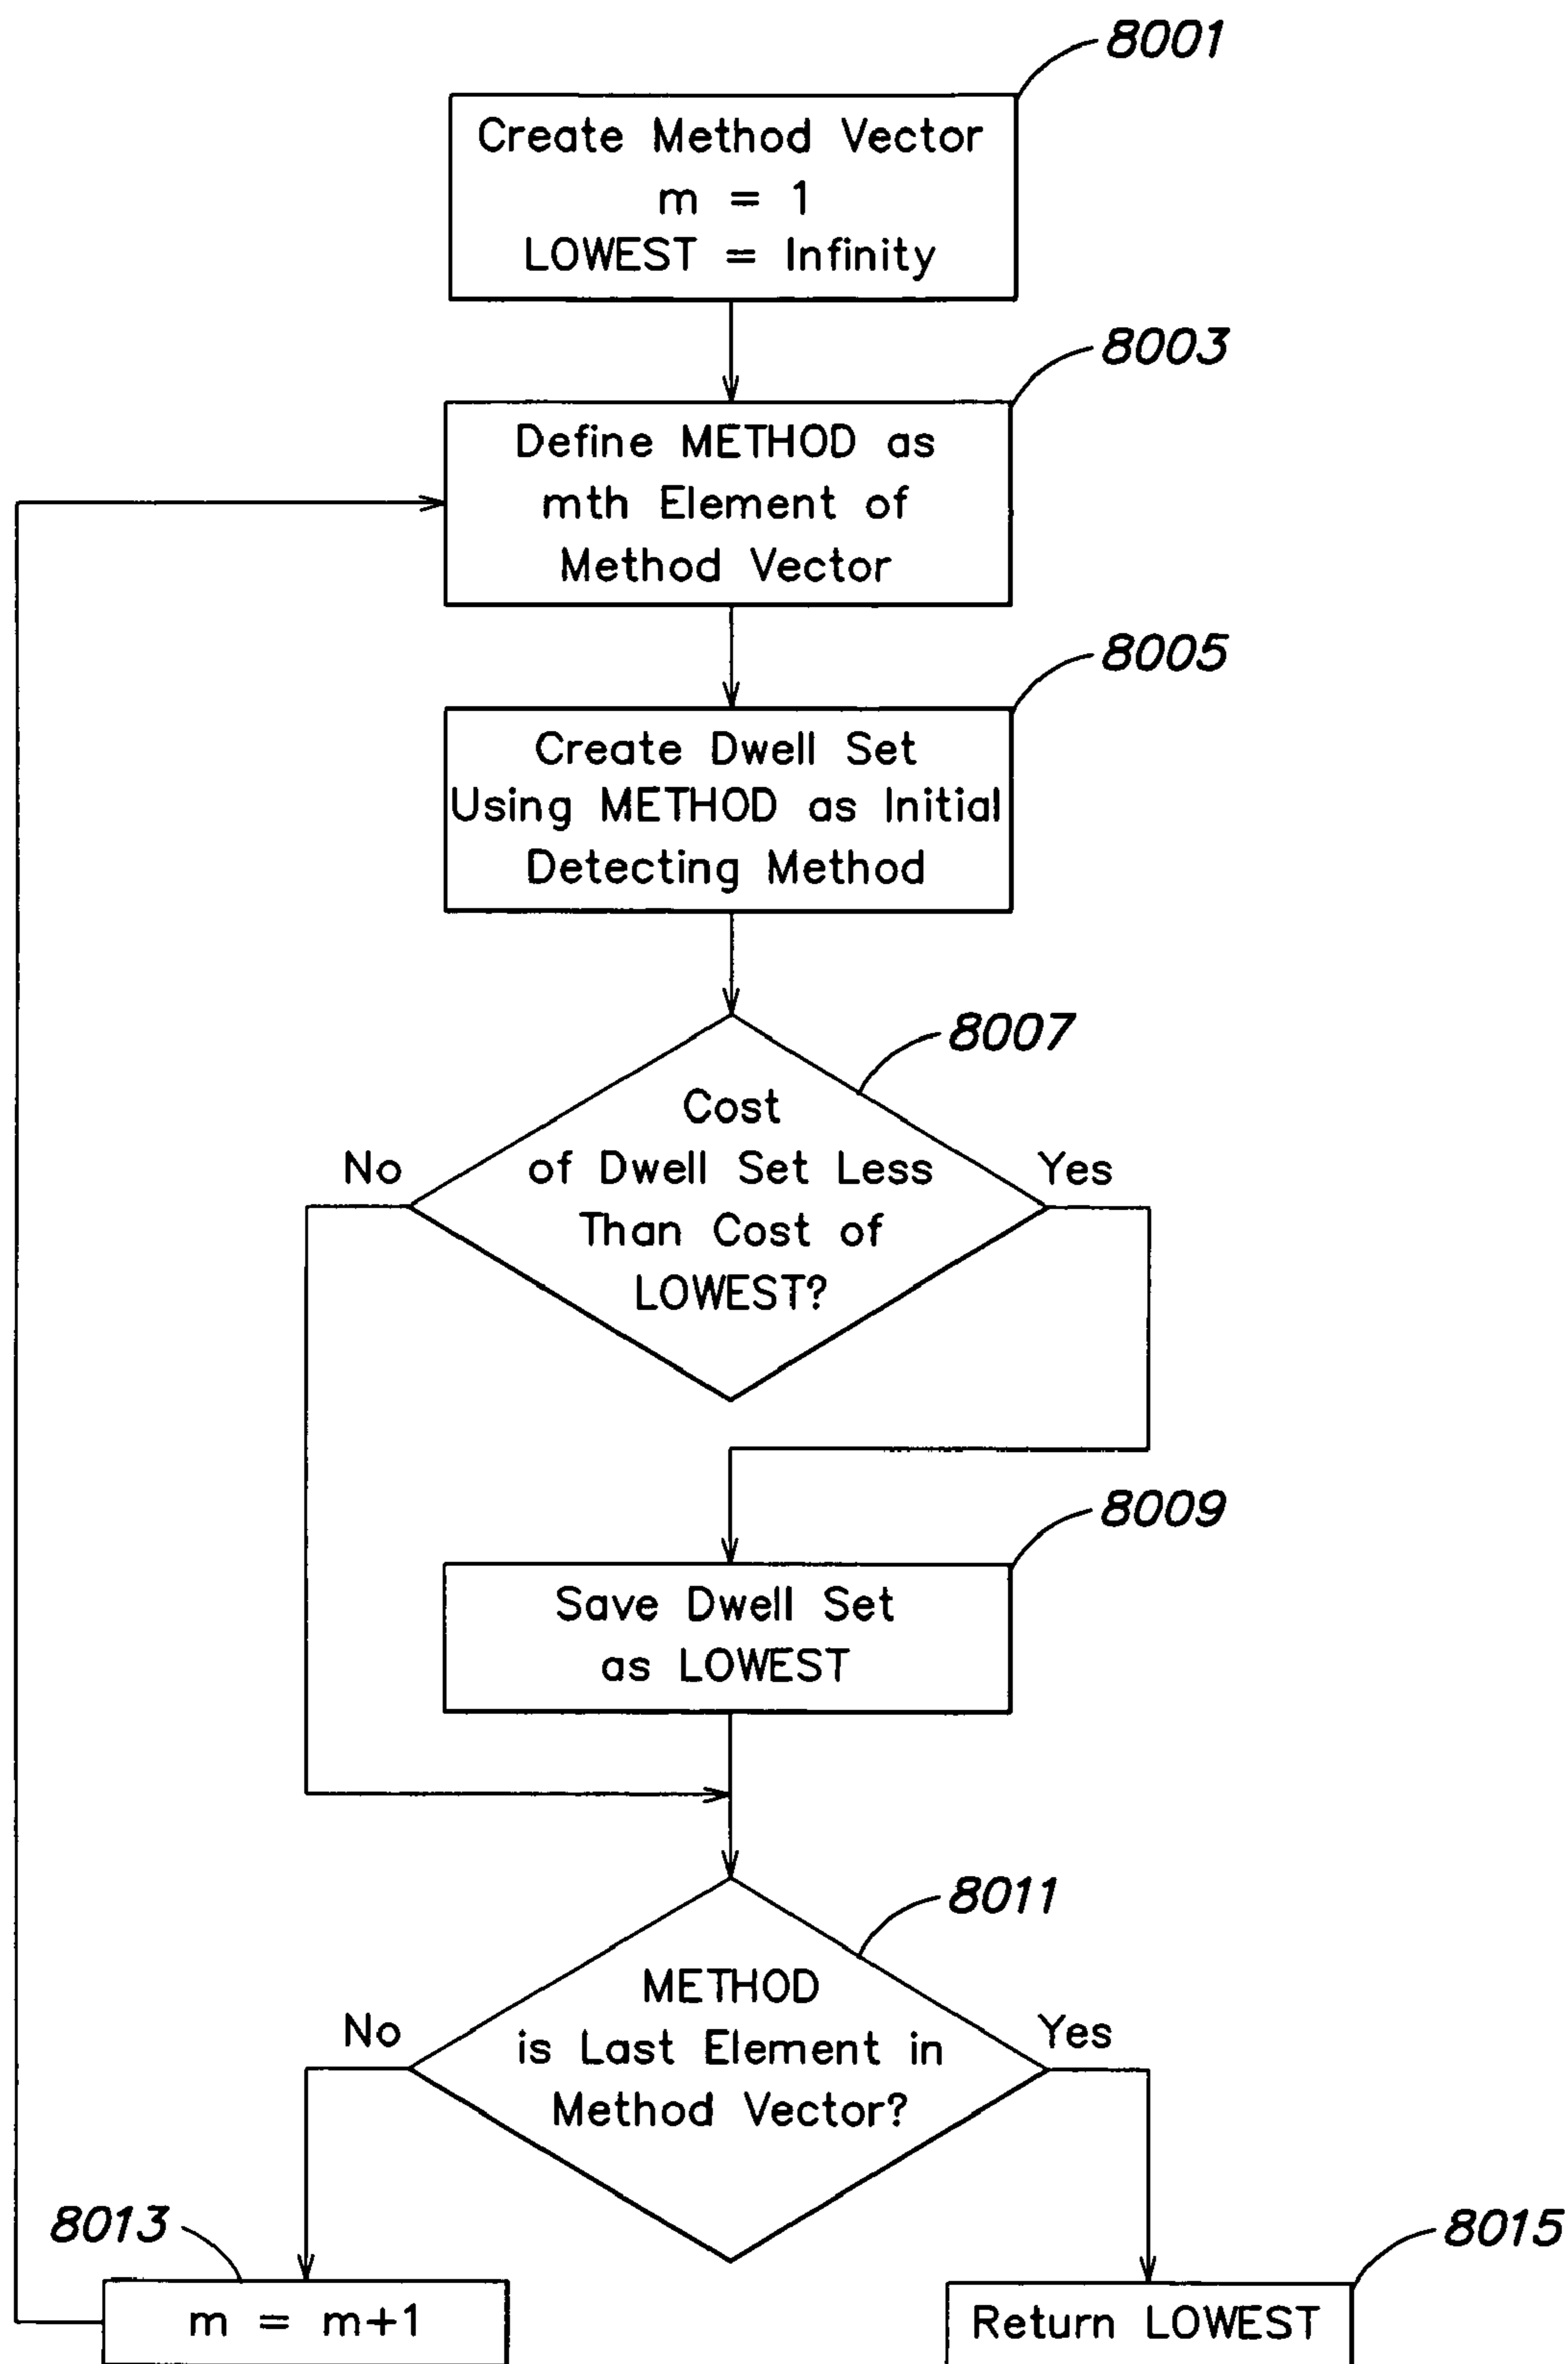 8001
Create Method Vector
m = 1
LOWEST = Infinity
8003
Define METHOD as
mth Element of
Method Vector
8005
Create Dwell Set
Using METHOD as Initial
Detecting Method
8007
Cost
of Dwell Set Less
Than Cost of
LOWEST?
No
Yes
8009
Save Dwell Set
as LOWEST
8011
METHOD
is Last Element in
Method Vector?
No
Yes
8013
m = m+1
8015
Return LOWEST